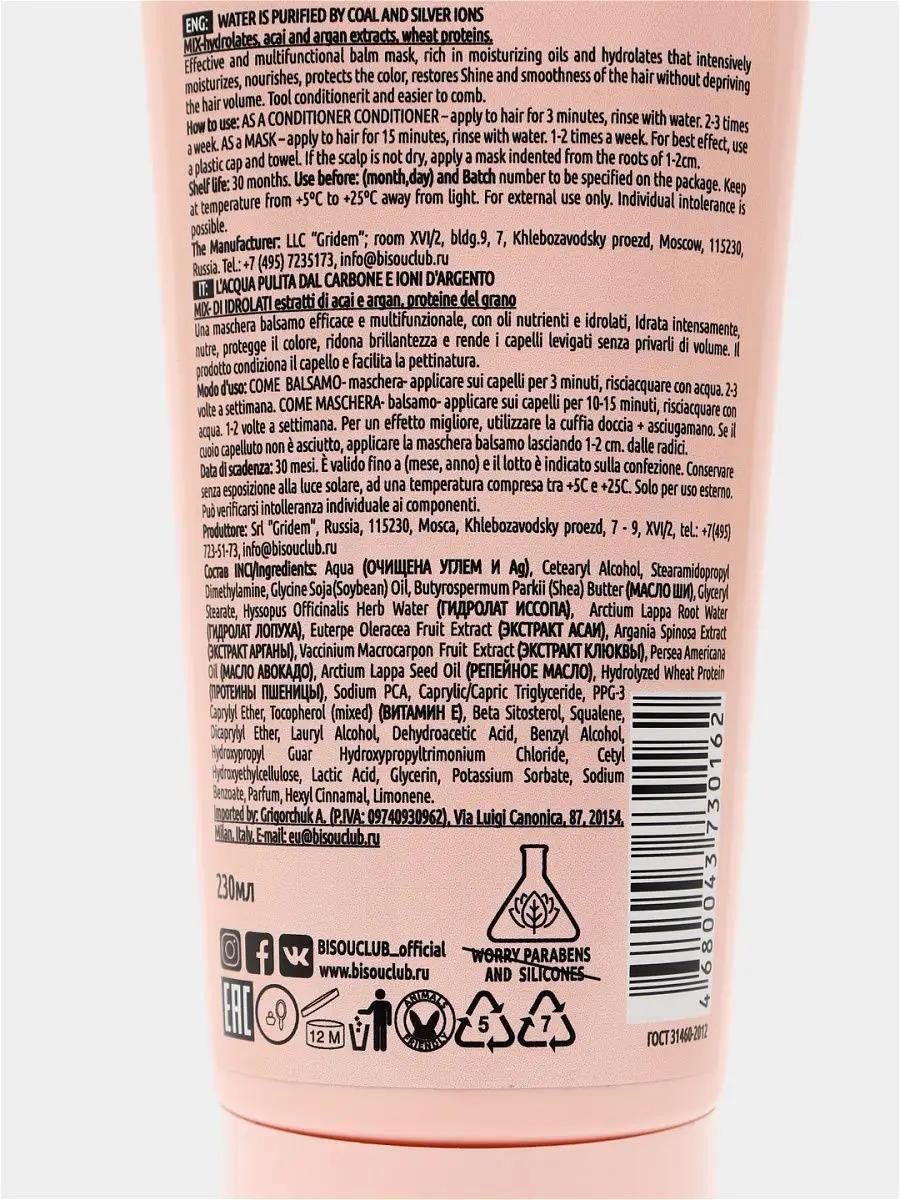 ENG: WATER IS PURIFIED BY COAL AND SILVER IONS
MIX-hydrolates, acai and argan extracts, wheat proteins.
Effective and multifunctional balm mask, rich in moisturizing oils and hydrolates that intensively
moisturizes, nourishes, protects the color, restores Shine and smoothness of the hair without depriving
the hair volume. Tool conditionerit and easier to comb.
How to use: AS A CONDITIONER CONDITIONER – apply to hair for 3 minutes, rinse with water. 2-3 times
a week. AS a MASK – apply to hair for 15 minutes, rinse with water. 1-2 times a week. For best effect, use
a plastic cap and towel. If the scalp is not dry, apply a mask indented from the roots of 1-2cm.
Shelf life: 30 months. Use before: (month,day) and Batch number to be specified on the package. Keep
at temperature from +5ºC to +25ºC away from light. For external use only. Individual intolerance is
possible.
The Manufacturer: LLC "Gridem"; room XVI/2, bldg.9, 7, Khlebozavodsky proezd, Moscow, 115230,
Russia. Tel.: +7 (495) 7235173, info@bisouclub.ru
IT: L'ACQUA PULITA DAL CARBONE E IONI D'ARGENTO
MIX- DI IDROLATI estratti di acai e argan, proteine del grano
Una maschera balsamo efficace e multifunzionale, con oli nutrienti e idrolati, Idrata intensamente,
nutre, protegge il colore, ridona brillantezza e rende i capelli levigati senza privarli di volume. Il
prodotto condiziona il capello e facilita la pettinatura.
Modo d'uso: COME BALSAMO- maschera- applicare sui capelli per 3 minuti, risciacquare con acqua. 2-3
volte a settimana. COME MASCHERA- balsamo- applicare sui capelli per 10-15 minuti, risciacquare con
acqua. 1-2 volte a settimana. Per un effetto migliore, utilizzare la cuffia doccia + asciugamano. Se il
cuoio capelluto non è asciutto, applicare la maschera balsamo lasciando 1-2 cm. dalle radici.
Data di scadenza: 30 mesi. È valido fino a (mese, anno) e il lotto è indicato sulla confezione. Conservare
senza esposizione alla luce solare, ad una temperatura compresa tra +5C e +25C. Solo per uso esterno.
Può verificarsi intolleranza individuale ai componenti.
Produttore: Srl "Gridem", Russia, 115230, Mosca, Khlebozavodsky proezd, 7 - 9, XVI/2, tel.: +7(495)
723-51-73, info@bisouclub.ru
Состав INCI/Ingredients: Aqua (ОЧИЩЕНА УГЛЕМ И Ag), Cetearyl Alcohol, Stearamidopropyl
Dimethylamine, Glycine Soja(Soybean) Oil, Butyrospermum Parkii (Shea) Butter (МАСЛО ШИ), Glyceryl
Stearate, Hyssopus Officinalis Herb Water (ГИДРОЛАТ ИССОПА), Arctium Lappa Root Water
(ГИДРОЛАТ ЛОПУХА), Euterpe Oleracea Fruit Extract (ЭКСТРАКТ АСАИ), Argania Spinosa Extract
(ЭКСТРАКТ АРГАНЫ), Vaccinium Macrocarpon Fruit Extract (ЭКСТРАКТ КЛЮКВЫ), Persea Americana
Oil (МАСЛО АВОКАДО), Arctium Lappa Seed Oil (РЕПЕЙНОЕ МАСЛО), Hydrolyzed Wheat Protein
(ПРОТЕИНЫ ПШЕНИЦЫ), Sodium PCA, Caprylic/Capric Triglyceride, PPG-3
Caprylyl Ether, Tocopherol (mixed) (ВИТАМИН Е), Beta Sitosterol, Squalene,
Dicaprylyl Ether, Lauryl Alcohol, Dehydroacetic Acid, Benzyl Alcohol,
Hydroxypropyl Guar Hydroxypropyltrimonium Chloride, Cetyl
Hydroxyethylcellulose, Lactic Acid, Glycerin, Potassium Sorbate, Sodium
Benzoate, Parfum, Hexyl Cinnamal, Limonene.
Imported by: Grigorchuk A. (P.IVA: 09740930962), Via Luigi Canonica, 87, 20154,
Milan, Italy, E-mail: eu@bisouclub.ru
230мл
BISOUCLUB_official
www.bisouclub.ru
WORRY PARABENS
AND SILICONES
EAC
12 M
ANIMALS
FRIENDLY
5
7
4 680043 730162
ГОСТ 31460-2012